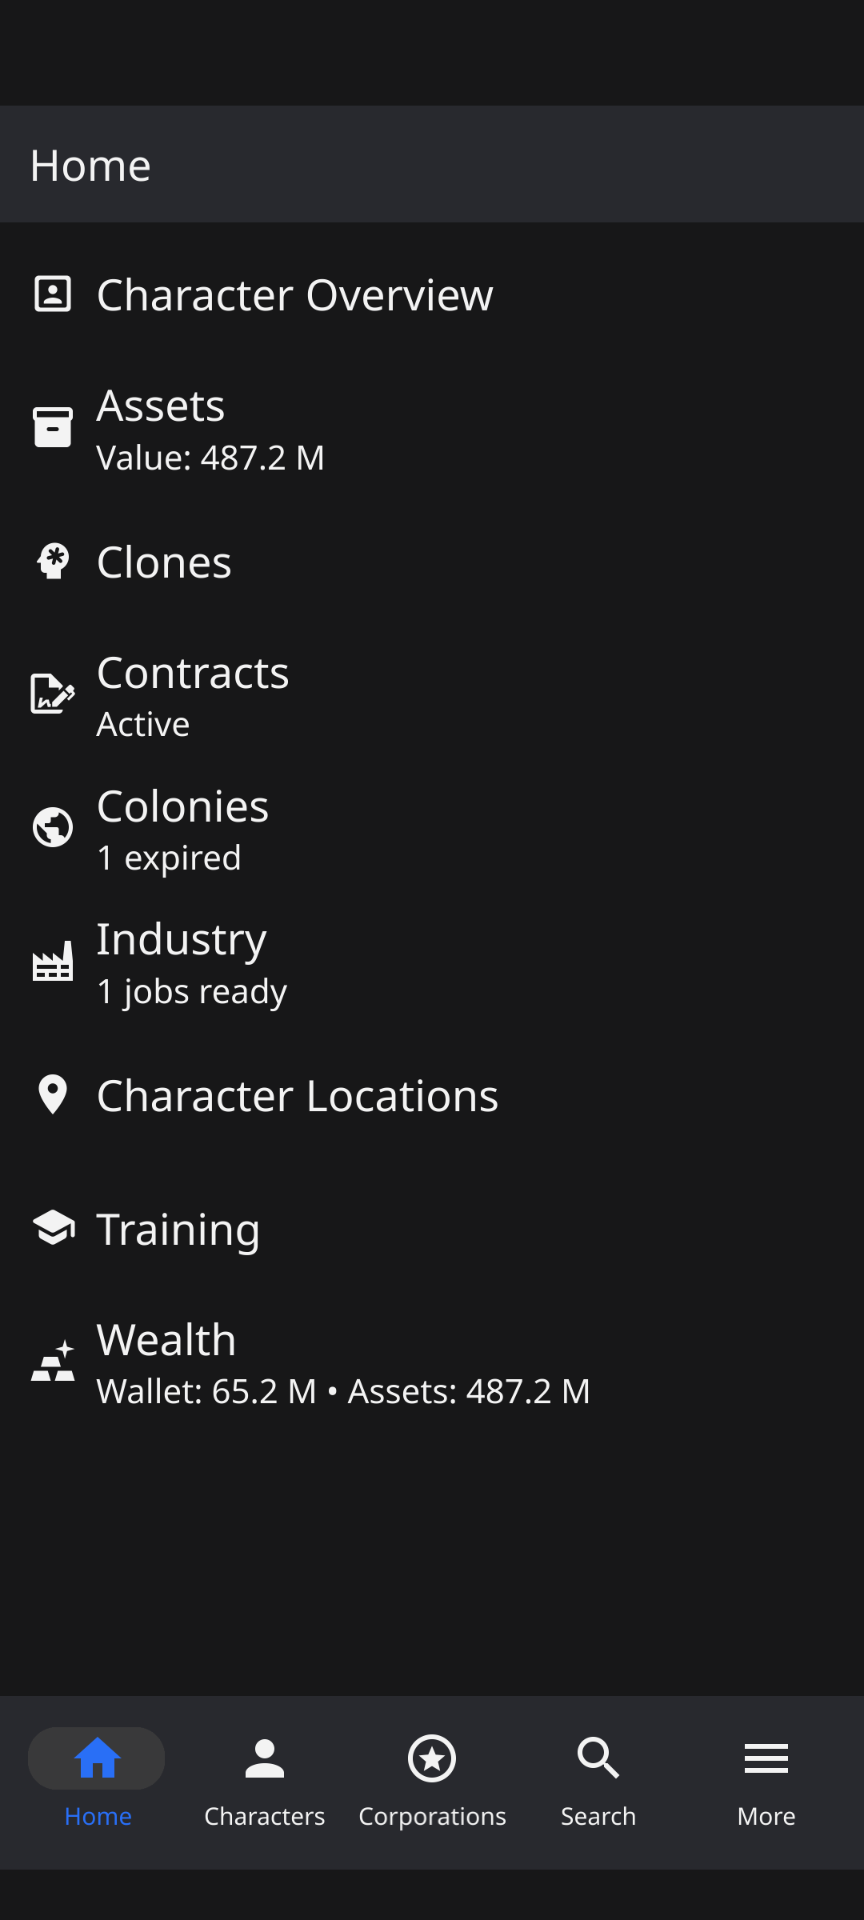 Home
Character Overview
Assets
Value: 487.2 M
Clones
Contracts
Active
Colonies
1 expired
Industry
1 jobs ready
Character Locations
Training
Wealth
Wallet: 65.2 M • Assets: 487.2 M
Home
Characters
Corporations
Search
More